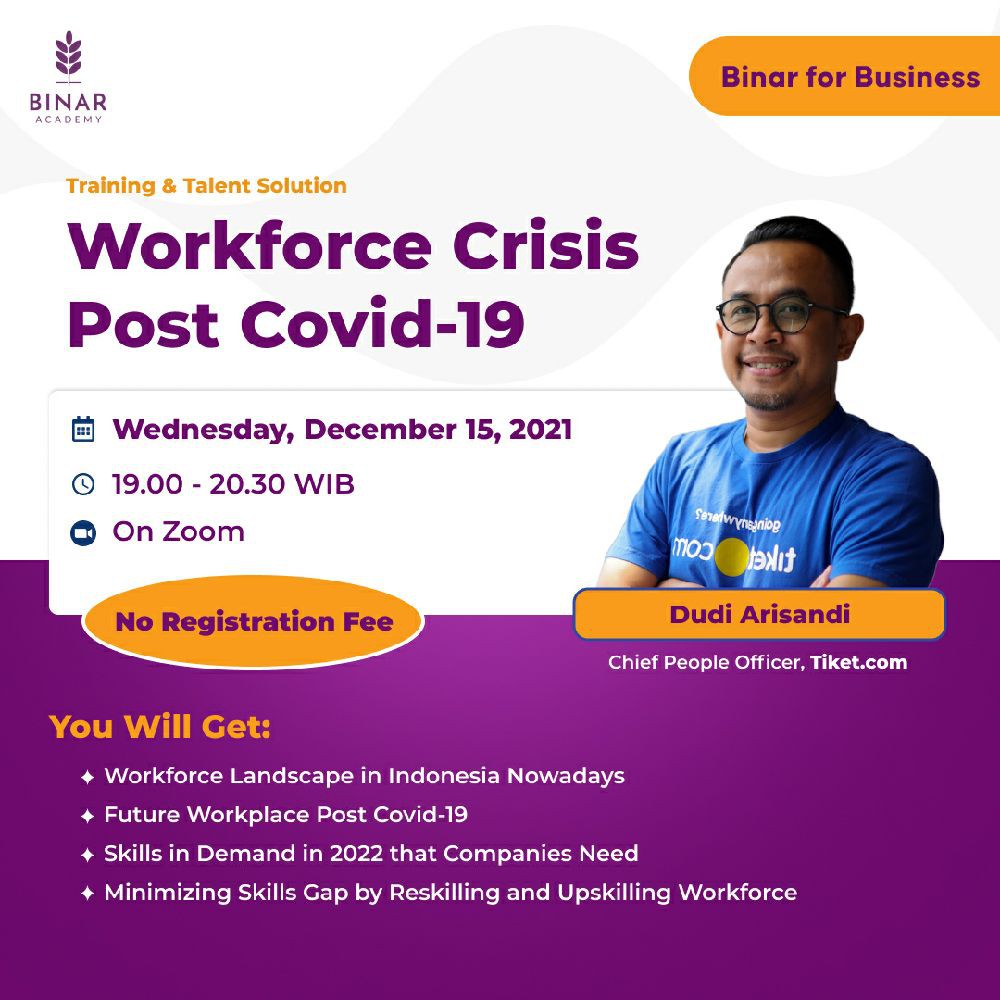 BINAR
ACADEMY
Binar for Business
Training & Talent Solution
Workforce Crisis
Post Covid-19
Wednesday, December 15, 2021
19.00 - 20.30 WIB
On Zoom
going anywhere?
tiket.com
No Registration Fee
Dudi Arisandi
Chief People Officer, Tiket.com
You Will Get:
✦ Workforce Landscape in Indonesia Nowadays
✦ Future Workplace Post Covid-19
✦ Skills in Demand in 2022 that Companies Need
✦ Minimizing Skills Gap by Reskilling and Upskilling Workforce